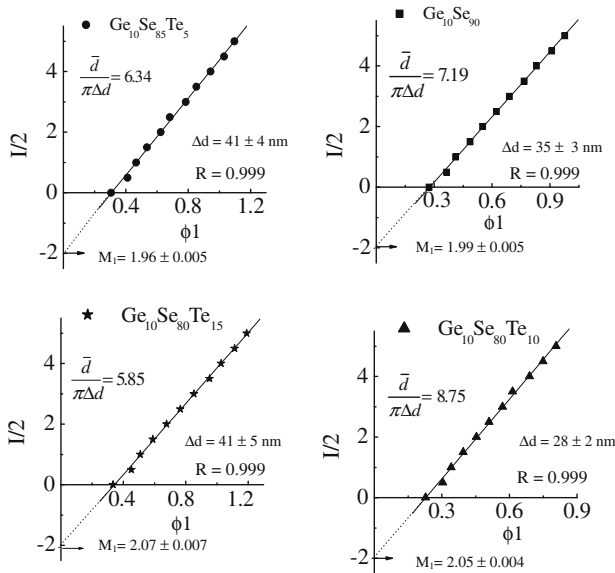 Ge10Se85Te5
d̄/πΔd=6.34
Δd = 41 ± 4 nm
R = 0.999
I/2
4
2
0
-2
0.4 0.8 1.2
ϕ1
M1= 1.96 ± 0.005
Ge10Se90
d̄/πΔd=7.19
Δd = 35 ± 3 nm
R = 0.999
I/2
4
2
0
-2
0.3 0.6 0.9
ϕ1
M1= 1.99 ± 0.005
Ge10Se80Te15
d̄/πΔd=5.85
Δd = 41 ± 5 nm
R = 0.999
I/2
4
2
0
-2
0.4 0.8 1.2
ϕ1
M1= 2.07 ± 0.007
Ge10Se80Te10
d̄/πΔd=8.75
Δd = 28 ± 2 nm
R = 0.999
I/2
4
2
0
-2
0.3 0.6 0.9
ϕ1
M1= 2.05 ± 0.004